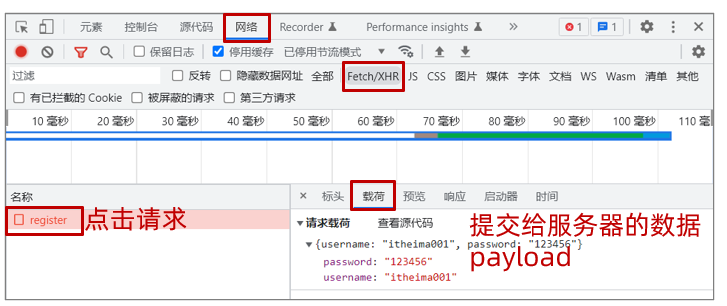 元素 控制台 源代码 网络 Recorder Performance insights » 1 1
保留日志 停用缓存 已停用节流模式
过滤 反转 隐藏数据网址 全部 Fetch/XHR JS CSS 图片 媒体 字体 文档 WS Wasm 清单 其他
有已拦截的 Cookie 被屏蔽的请求 第三方请求
10 毫秒 20 毫秒 30 毫秒 40 毫秒 50 毫秒 60 毫秒 70 毫秒 80 毫秒 90 毫秒 100 毫秒 110 毫秒
名称
register
点击请求
× 标头 载荷 预览 响应 启动器 时间
▼请求载荷 查看源代码
▼{username: "itheima001", password: "123456"}
password: "123456"
username: "itheima001"
提交给服务器的数据
payload